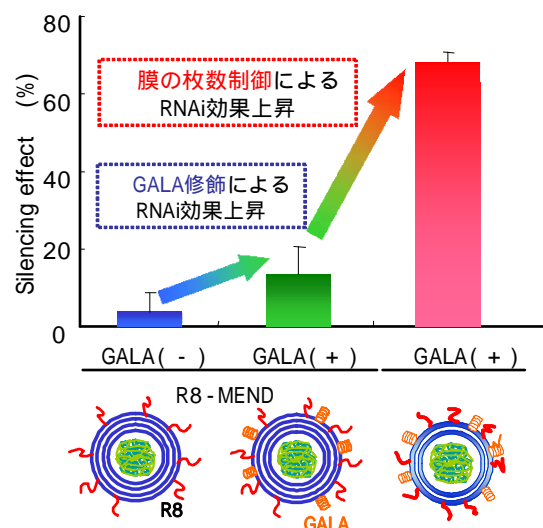 80
60
40
20
0
Silencing effect (%)
膜の枚数制御による
RNAi効果上昇
GALA修飾による
RNAi効果上昇
GALA( - ) GALA( + ) GALA( + )
R8 - MEND
R8
GALA